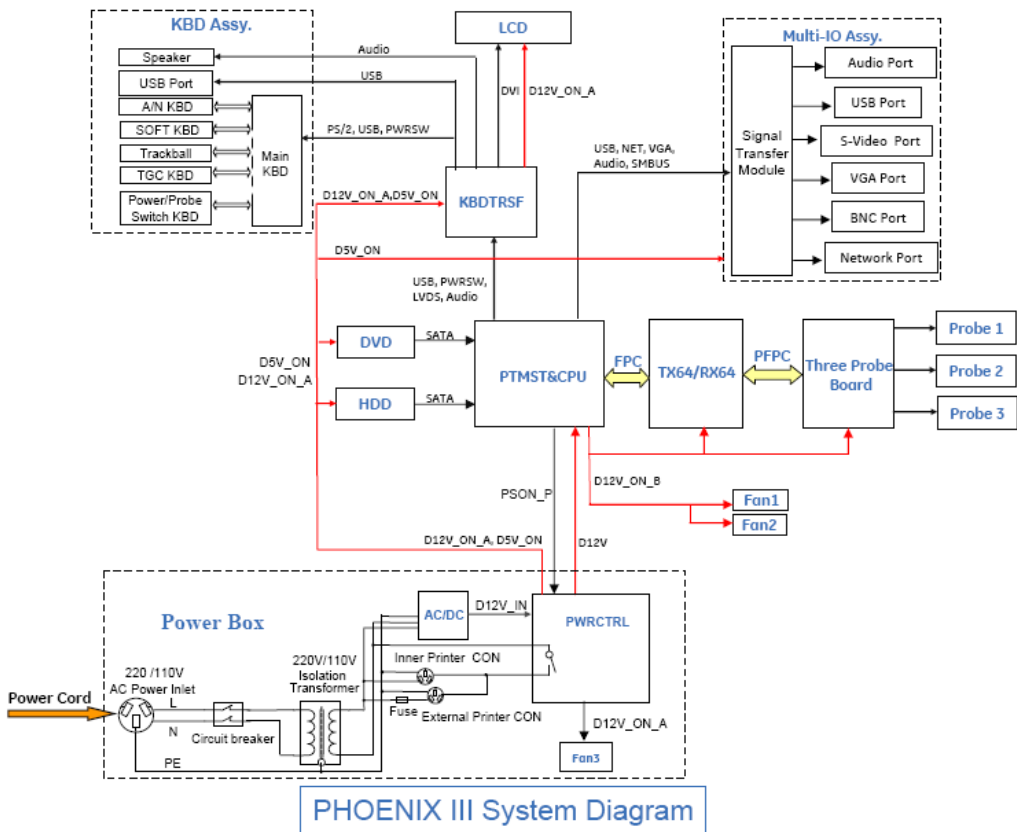 KBD Assy.
Speaker
USB Port
A/N KBD
SOFT KBD
Trackball
TGC KBD
Power/Probe
Switch KBD
Main
KBD
Audio
USB
PS/2, USB, PWRSW
LCD
DVI
D12V_ON_A
KBDTRSF
D12V_ON_A,D5V_ON
D5V_ON
USB, PWRSW,
LVDS, Audio
USB, NET, VGA,
Audio, SMBUS
Multi-IO Assy.
Signal
Transfer
Module
Audio Port
USB Port
S-Video Port
VGA Port
BNC Port
Network Port
DVD
SATA
HDD
SATA
D5V_ON
D12V_ON_A
PTMST&CPU
FPC
TX64/RX64
PFPC
Three Probe
Board
Probe 1
Probe 2
Probe 3
PSON_P
D12V_ON_B
Fan1
Fan2
D12V_ON_A, D5V_ON
D12V
Power Box
AC/DC
D12V_IN
PWRCTRL
220 /110V
AC Power Inlet
Power Cord
L
N
PE
Circuit breaker
220V/110V
Isolation
Transformer
Inner Printer CON
Fuse
External Printer CON
D12V_ON_A
Fan3
PHOENIX III System Diagram